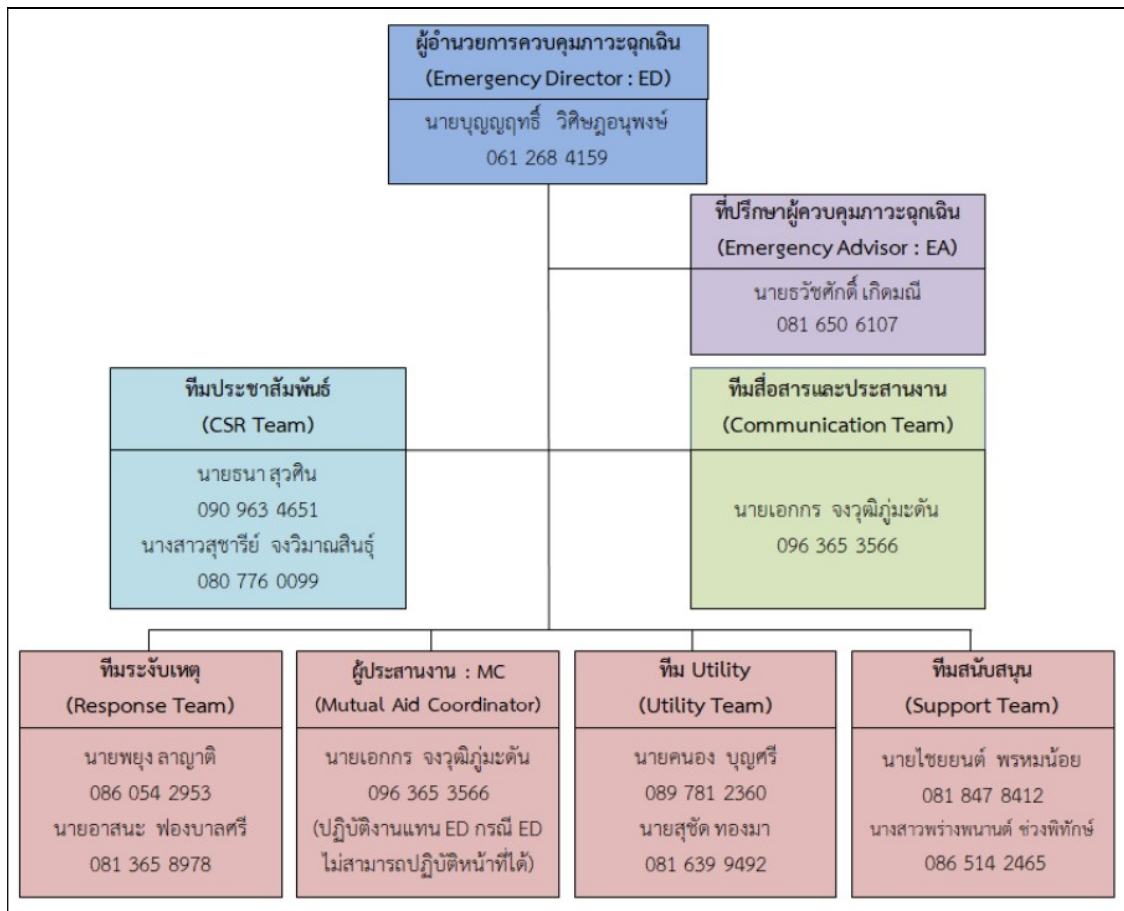 ผู้อำนวยการควบคุมภาวะฉุกเฉิน
(Emergency Director : ED)
นายบุญญฤทธิ์ วิศิษฎอนุพงษ์
061 268 4159
ที่ปรึกษาผู้ควบคุมภาวะฉุกเฉิน
(Emergency Advisor : EA)
นายธวัชศักดิ์ เกิดมณี
081 650 6107
ทีมประชาสัมพันธ์
(CSR Team)
นายธนา สุวศิน
090 963 4651
นางสาวสุชารีย์ จงวิมาณสินธุ์
080 776 0099
ทีมสื่อสารและประสานงาน
(Communication Team)
นายเอกกร จงวุฒิภู่มะดัน
096 365 3566
ทีมระงับเหตุ
(Response Team)
นายพยุง ลาญาติ
086 054 2953
นายอาสนะ ฟองบาลศรี
081 365 8978
ผู้ประสานงาน : MC
(Mutual Aid Coordinator)
นายเอกกร จงวุฒิภู่มะดัน
096 365 3566
(ปฏิบัติงานแทน ED กรณี ED
ไม่สามารถปฏิบัติหน้าที่ได้)
ทีม Utility
(Utility Team)
นายคนอง บุญศรี
089 781 2360
นายสุชัด ทองมา
081 639 9492
ทีมสนับสนุน
(Support Team)
นายไชยยนต์ พรหมน้อย
081 847 8412
นางสาวพร่างพนานต์ ช่วงพิทักษ์
086 514 2465